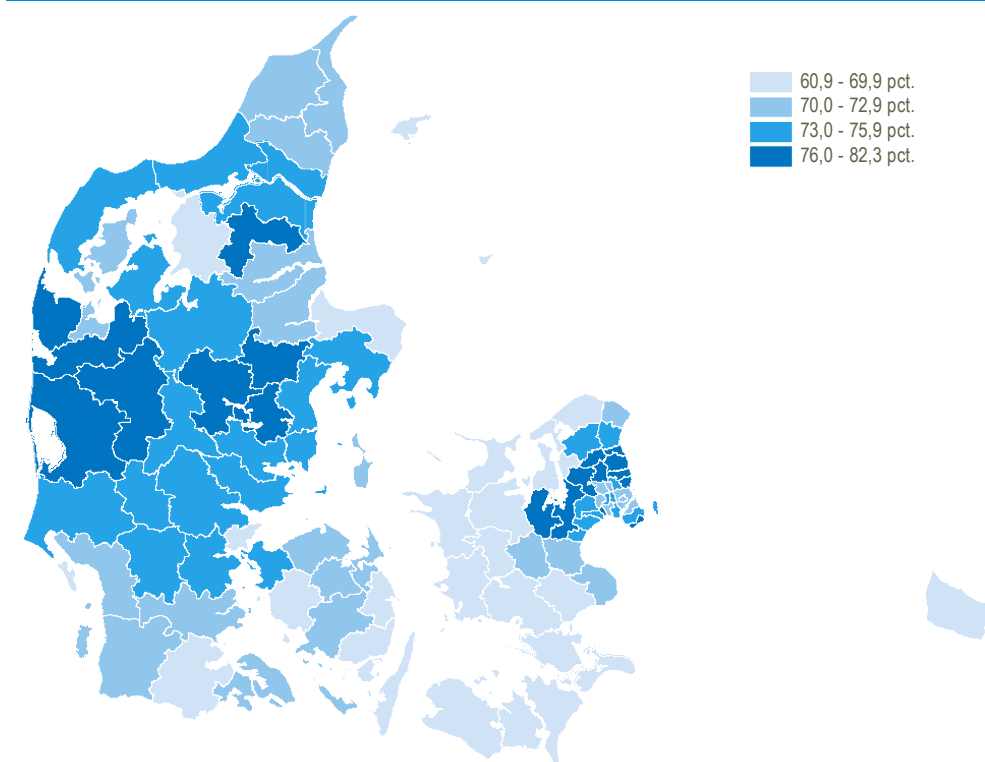 60,9 - 69,9 pct.
70,0 - 72,9 pct.
73,0 - 75,9 pct.
76,0 - 82,3 pct.